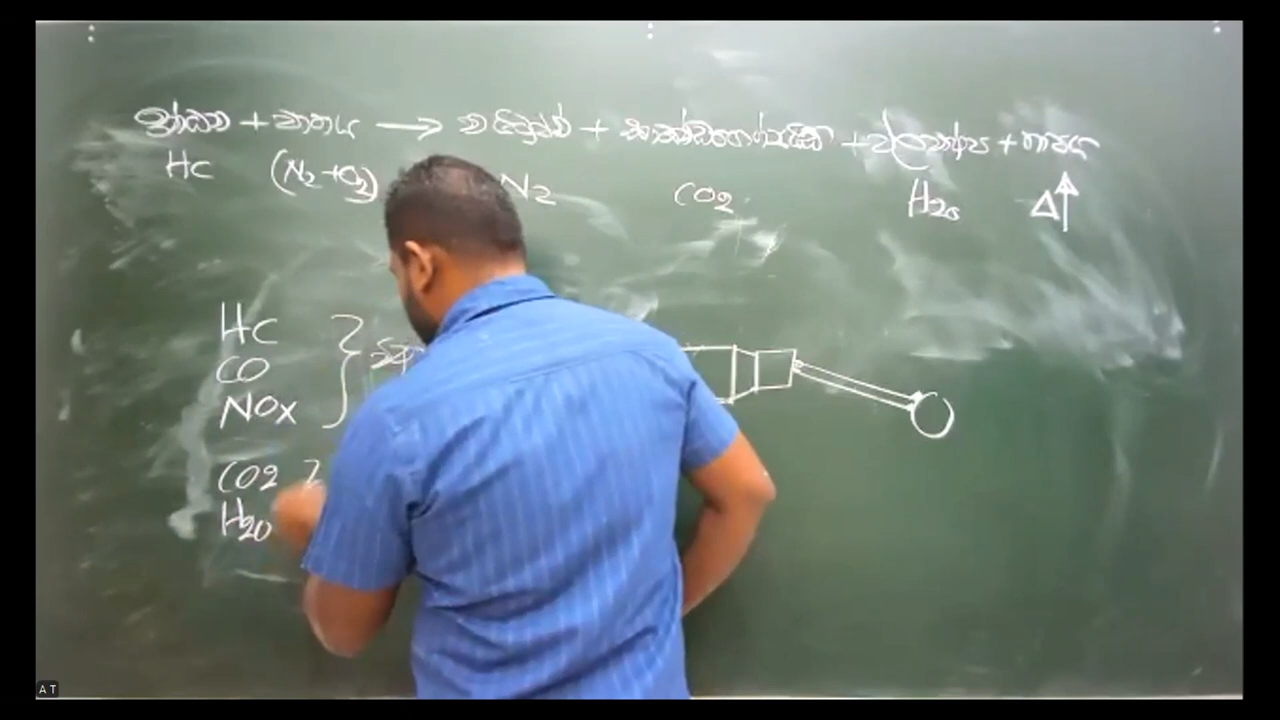 ඉන්ධන + වාතය → නයිට්‍රජන් + කාබන්ඩයොක්සයිඩ් + ජලවාෂ්ප + තාපය
HC (N2+O2) N2 CO2 H2O Δ↑
HC
CO
NOx
CO2
H2O
A T